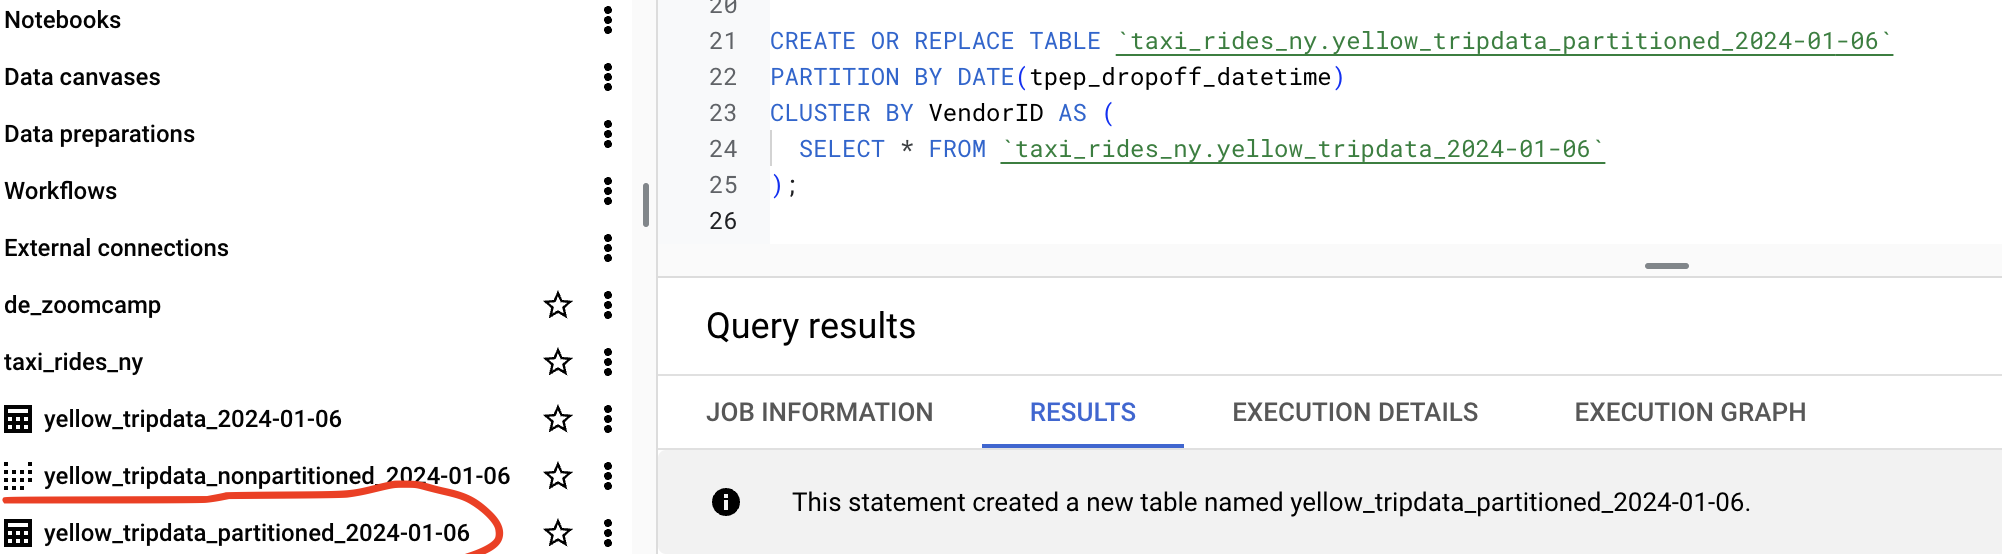 Notebooks
Data canvases
Data preparations
Workflows
External connections
de_zoomcamp
taxi_rides_ny
yellow_tripdata_2024-01-06
yellow_tripdata_nonpartitioned_2024-01-06
yellow_tripdata_partitioned_2024-01-06
20
21 CREATE OR REPLACE TABLE `taxi_rides_ny.yellow_tripdata_partitioned_2024-01-06`
22 PARTITION BY DATE(tpep_dropoff_datetime)
23 CLUSTER BY VendorID AS (
24 SELECT * FROM `taxi_rides_ny.yellow_tripdata_2024-01-06`
25 );
26
Query results
JOB INFORMATION RESULTS EXECUTION DETAILS EXECUTION GRAPH
This statement created a new table named yellow_tripdata_partitioned_2024-01-06.